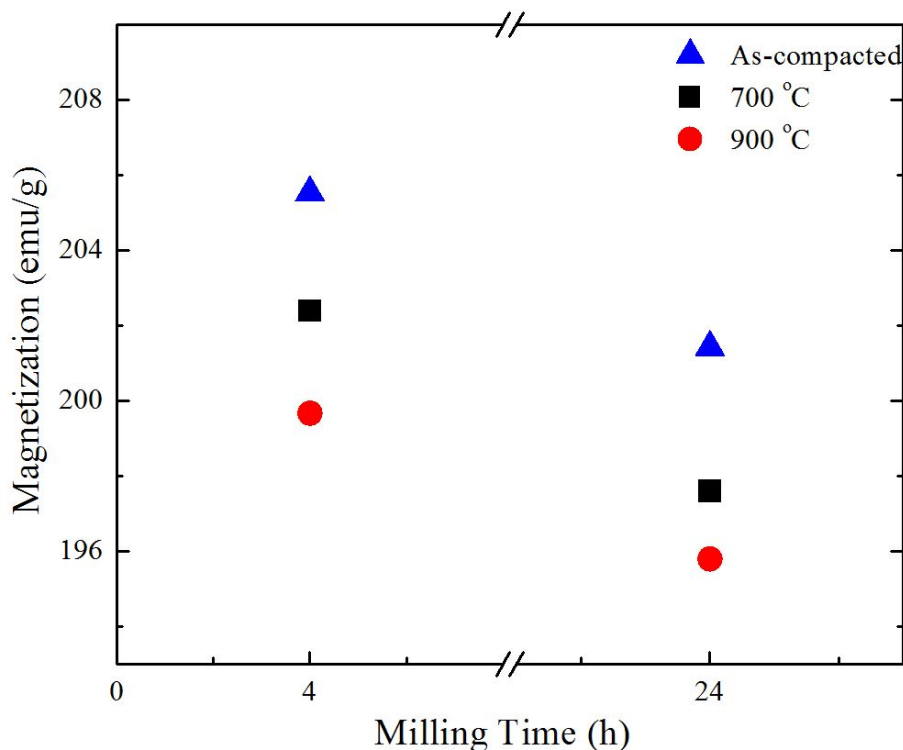 As-compacted
700 °C
900 °C
Magnetization (emu/g)
208
204
200
196
0
4
24
Milling Time (h)